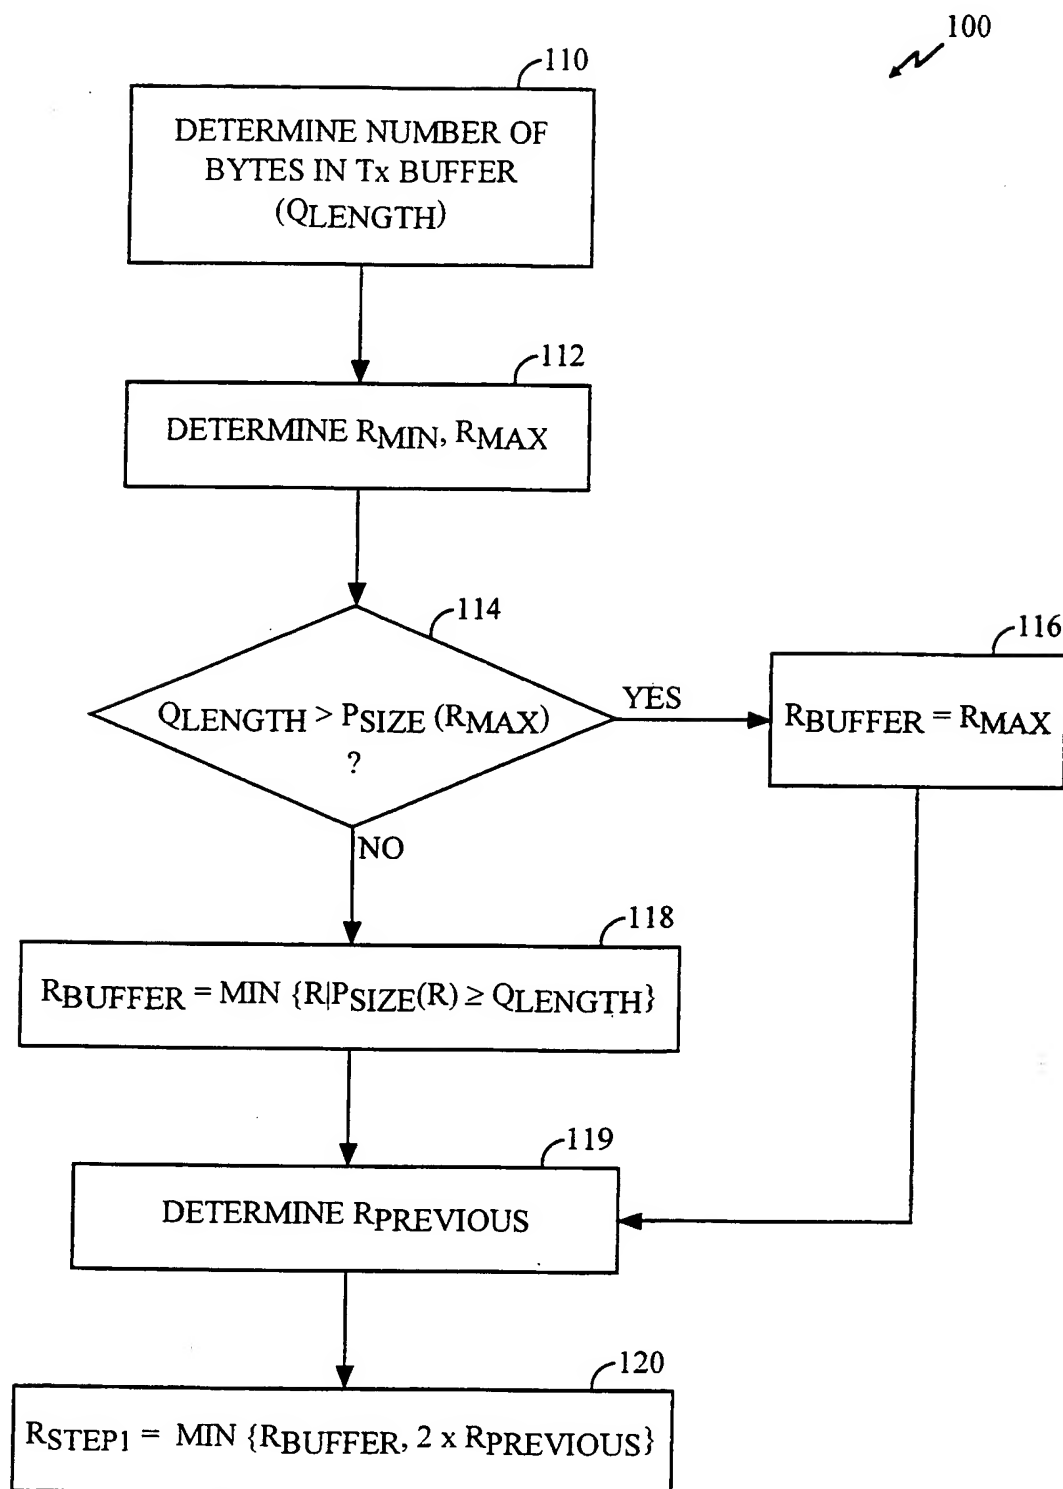 100
110
DETERMINE NUMBER OF
BYTES IN Tx BUFFER
(QLENGTH)
112
DETERMINE RMIN, RMAX
114
QLENGTH > PSIZE (RMAX)
?
YES
116
RBUFFER = RMAX
NO
118
RBUFFER = MIN {R|PSIZE(R) ≥ QLENGTH}
119
DETERMINE RPREVIOUS
120
RSTEP1 = MIN {RBUFFER, 2 x RPREVIOUS}